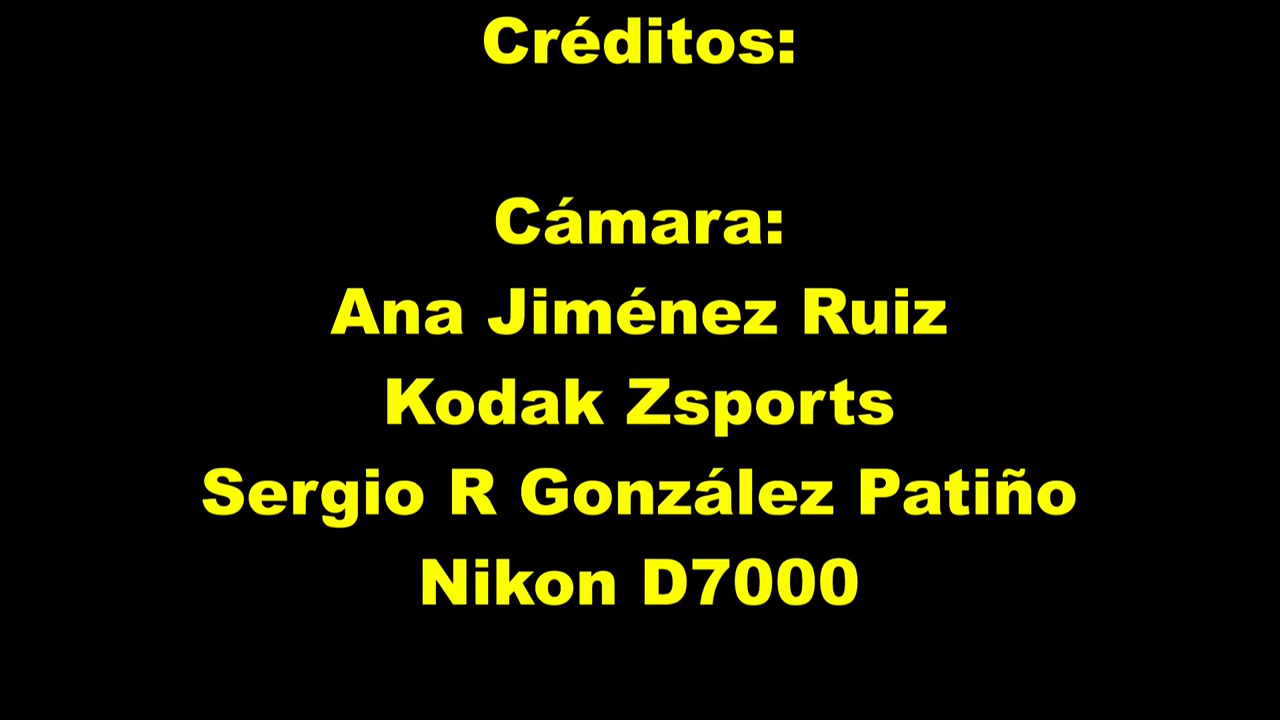 Créditos:
Cámara:
Ana Jiménez Ruiz
Kodak Zsports
Sergio R González Patiño
Nikon D7000